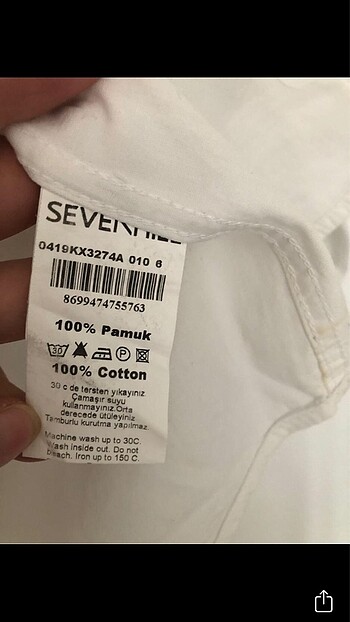 SEVENHILL
0419KX3274A 010 6
8699474755763
100% Pamuk
30
P
100% Cotton
30 c de tersten yıkayınız.
Çamaşır suyu
kullanmayınız.Orta
derecede ütüleyiniz
Tamburlu kurutma yapılmaz.
Machine wash up to 30C.
Wash inside out. Do not
bleach. Iron up to 150 C.